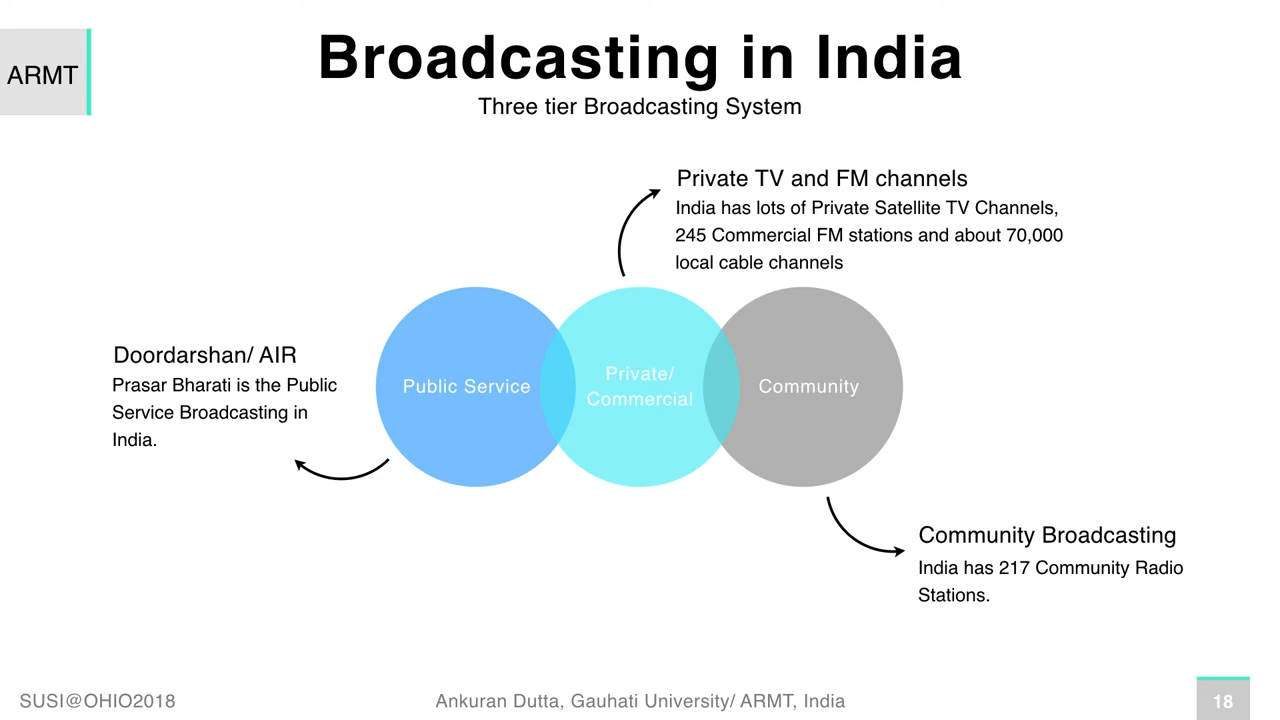 ARMT
Broadcasting in India
Three tier Broadcasting System
Private TV and FM channels
India has lots of Private Satellite TV Channels,
245 Commercial FM stations and about 70,000
local cable channels
Doordarshan/ AIR
Prasar Bharati is the Public
Service Broadcasting in
India.
Public Service
Private/
Commercial
Community
Community Broadcasting
India has 217 Community Radio
Stations.
SUSI@OHIO2018
Ankuran Dutta, Gauhati University/ ARMT, India
18